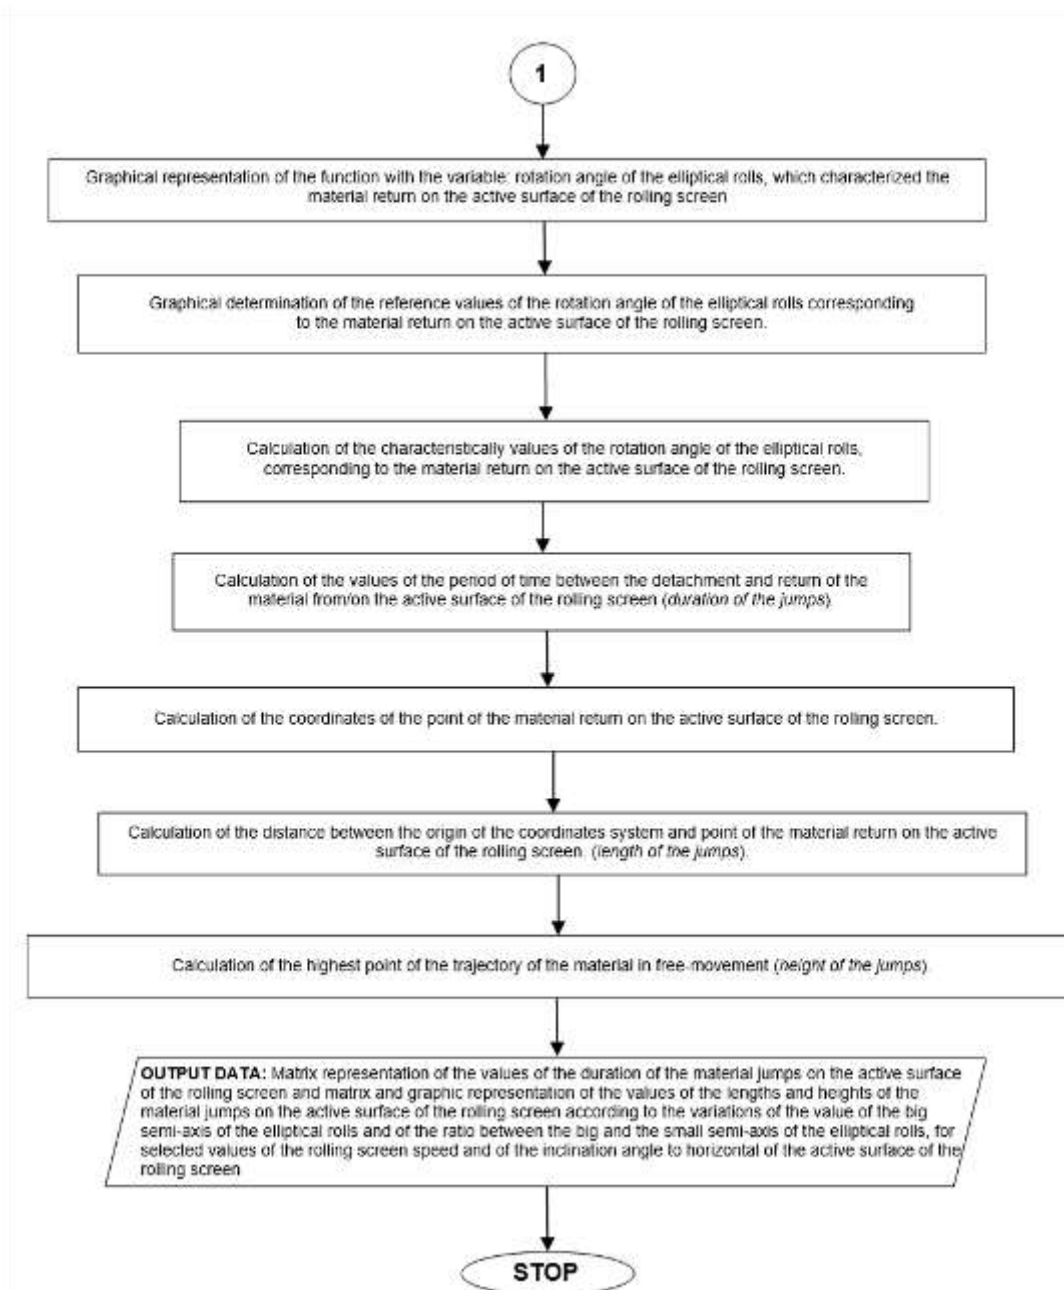 1
Graphical representation of the function with the variable: rotation angle of the elliptical rolls, which characterized the
material return on the active surface of the rolling screen
Graphical determination of the reference values of the rotation angle of the elliptical rolls corresponding
to the material return on the active surface of the rolling screen.
Calculation of the characteristically values of the rotation angle of the elliptical rolls,
corresponding to the material return on the active surface of the rolling screen.
Calculation of the values of the period of time between the detachment and return of the
material from/on the active surface of the rolling screen (duration of the jumps)
Calculation of the coordinates of the point of the material return on the active surface of the rolling screen.
Calculation of the distance between the origin of the coordinates system and point of the material return on the active
surface of the rolling screen. (length of the jumps).
Calculation of the highest point of the trajectory of the material in free-movement (height of the jumps)
OUTPUT DATA: Matrix representation of the values of the duration of the material jumps on the active surface
of the rolling screen and matrix and graphic representation of the values of the lengths and heights of the
material jumps on the active surface of the rolling screen according to the variations of the value of the big
semi-axis of the elliptical rolls and of the ratio between the big and the small semi-axis of the elliptical rolls, for
selected values of the rolling screen speed and of the inclination angle to horizontal of the active surface of the
rolling screen
STOP